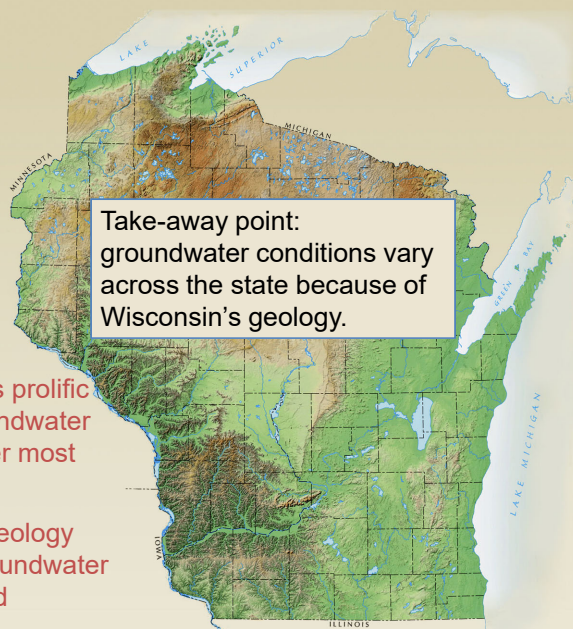 LAKE SUPERIOR
MICHIGAN
MINNESOTA
Take-away point:
groundwater conditions vary
across the state because of
Wisconsin's geology.
GREEN BAY
s prolific
ndwater
er most
LAKE MICHIGAN
eology
undwater
d
IOWA
ILLINOIS